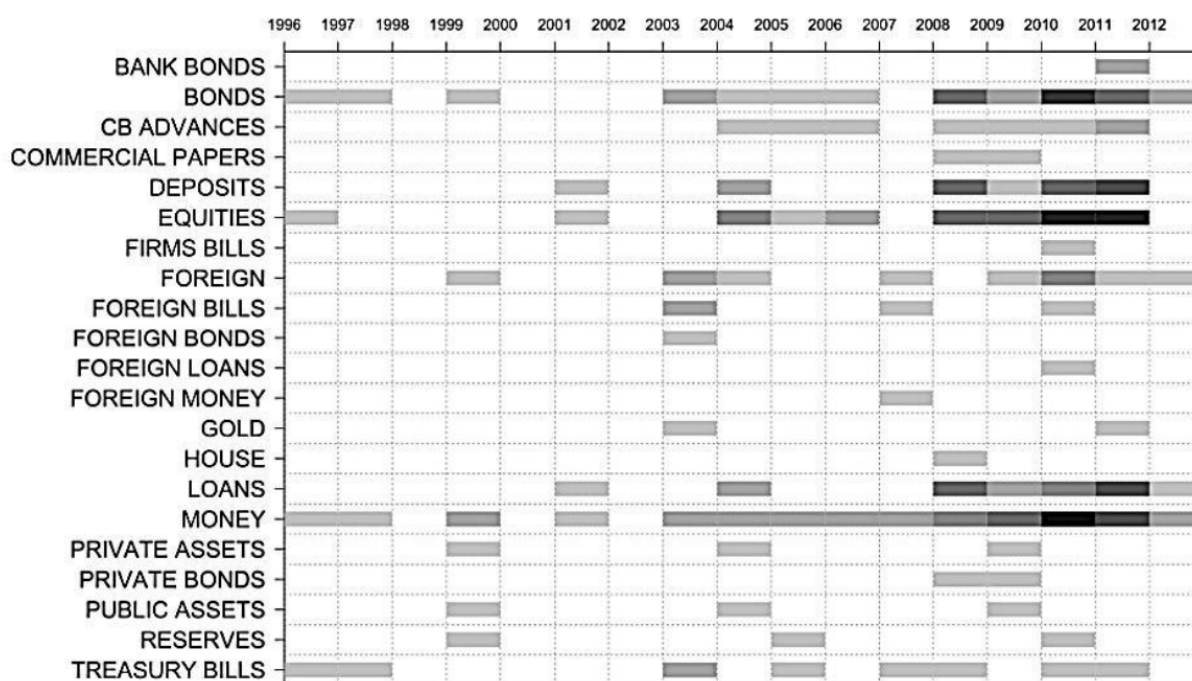 1996 1997 1998 1999 2000 2001 2002 2003 2004 2005 2006 2007 2008 2009 2010 2011 2012
BANK BONDS
BONDS
CB ADVANCES
COMMERCIAL PAPERS
DEPOSITS
EQUITIES
FIRMS BILLS
FOREIGN
FOREIGN BILLS
FOREIGN BONDS
FOREIGN LOANS
FOREIGN MONEY
GOLD
HOUSE
LOANS
MONEY
PRIVATE ASSETS
PRIVATE BONDS
PUBLIC ASSETS
RESERVES
TREASURY BILLS